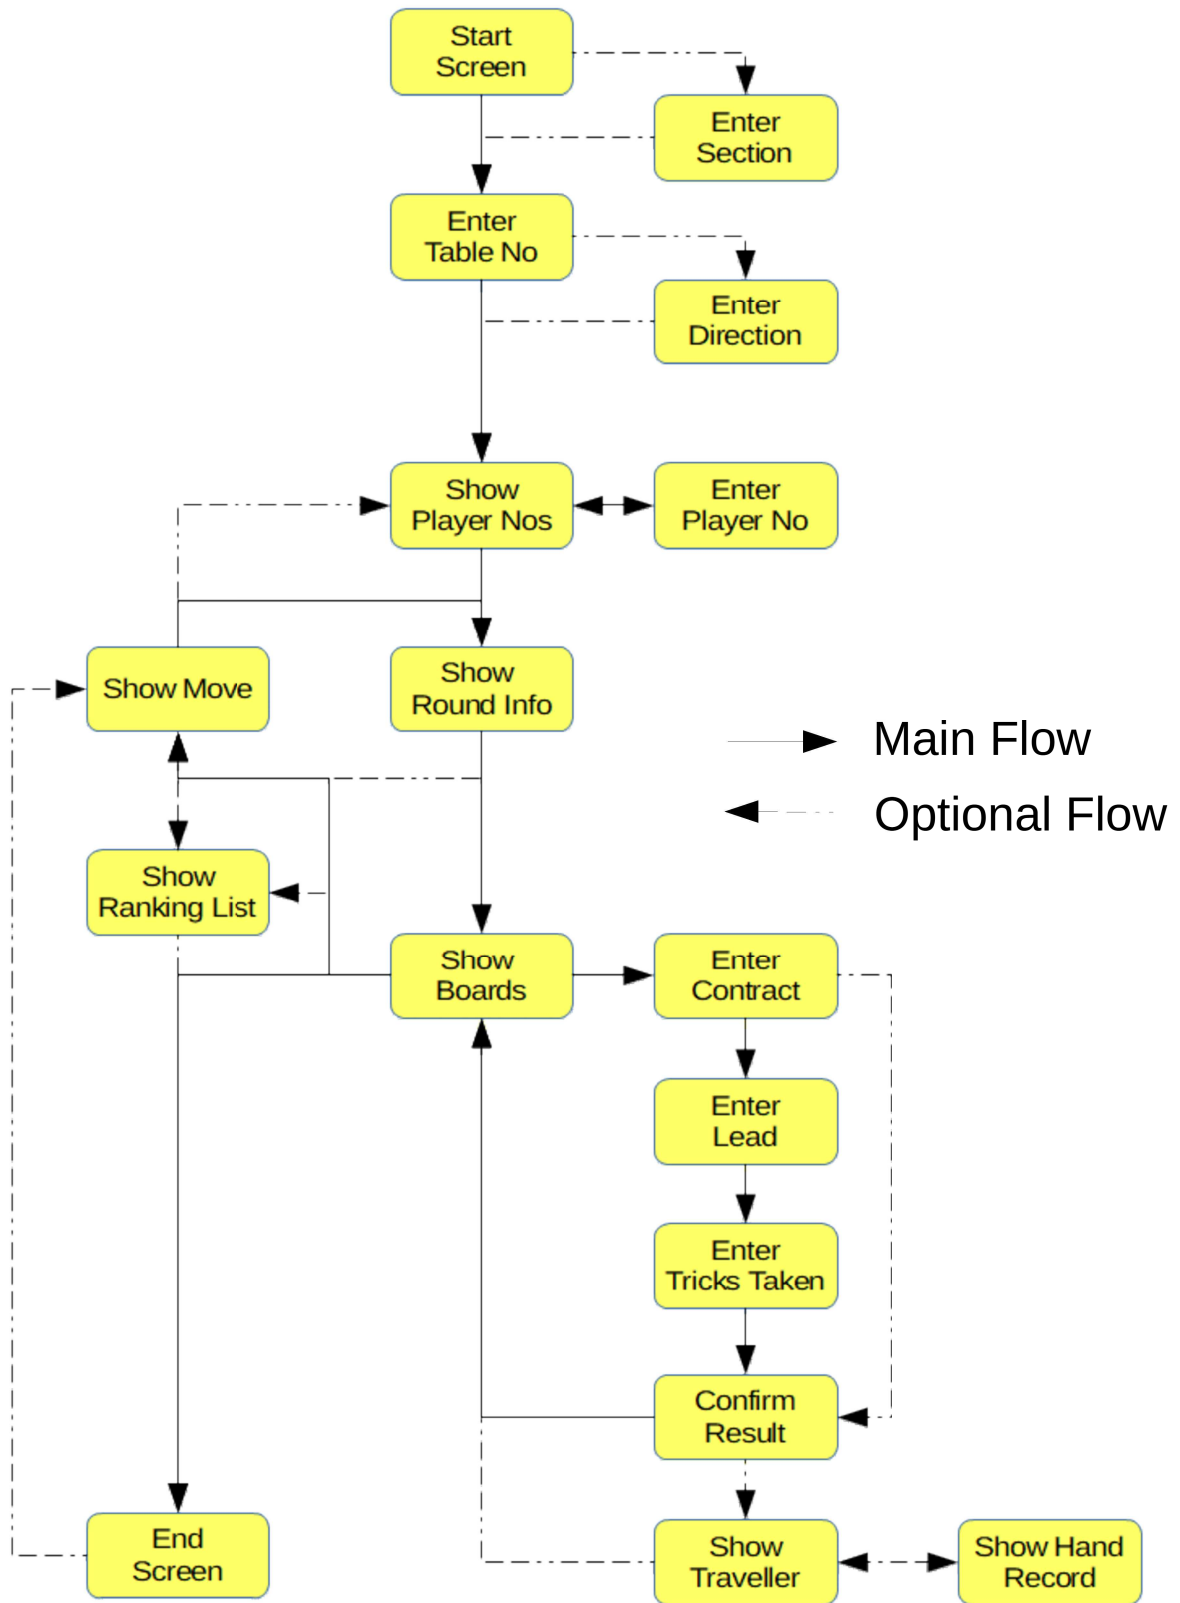 Start
Screen
Enter
Section
Enter
Table No
Enter
Direction
Show
Player Nos
Enter
Player No
Show Move
Show
Round Info
Main Flow
Optional Flow
Show
Ranking List
Show
Boards
Enter
Contract
Enter
Lead
Enter
Tricks Taken
Confirm
Result
End
Screen
Show
Traveller
Show Hand
Record